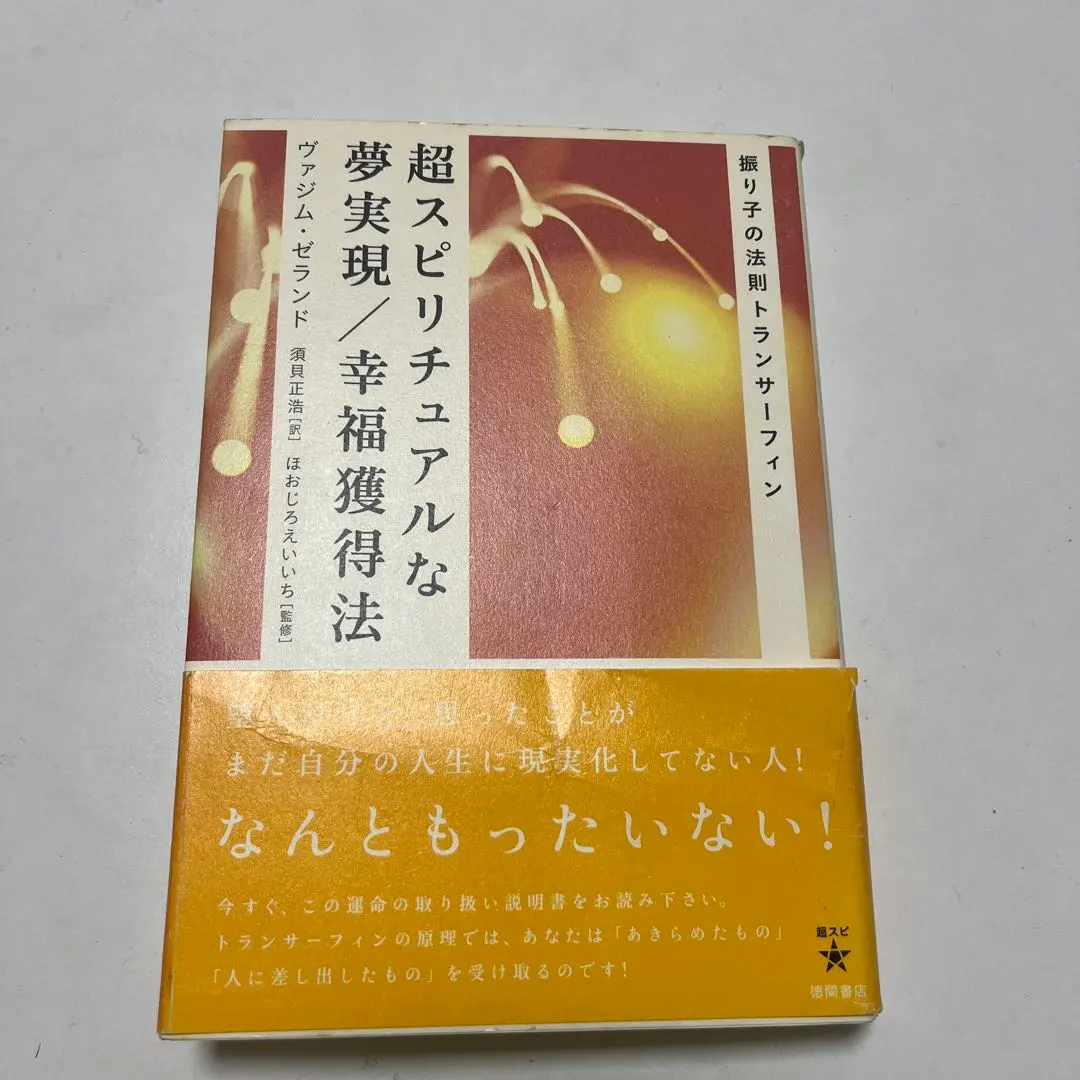 振り子の法則トランサーフィン
超スピリチュアルな
夢実現／幸福獲得法
ヴァジム・ゼランド
須貝正浩[訳]
ほおじろえいいち[監修]
思ったことが
まだ自分の人生に現実化してない人!
なんともったいない!
今すぐ、この運命の取り扱い説明書をお読み下さい。
トランサーフィンの原理では、あなたは「あきらめたもの」
「人に差し出したもの」を受け取るのです!
超スピ
徳間書店